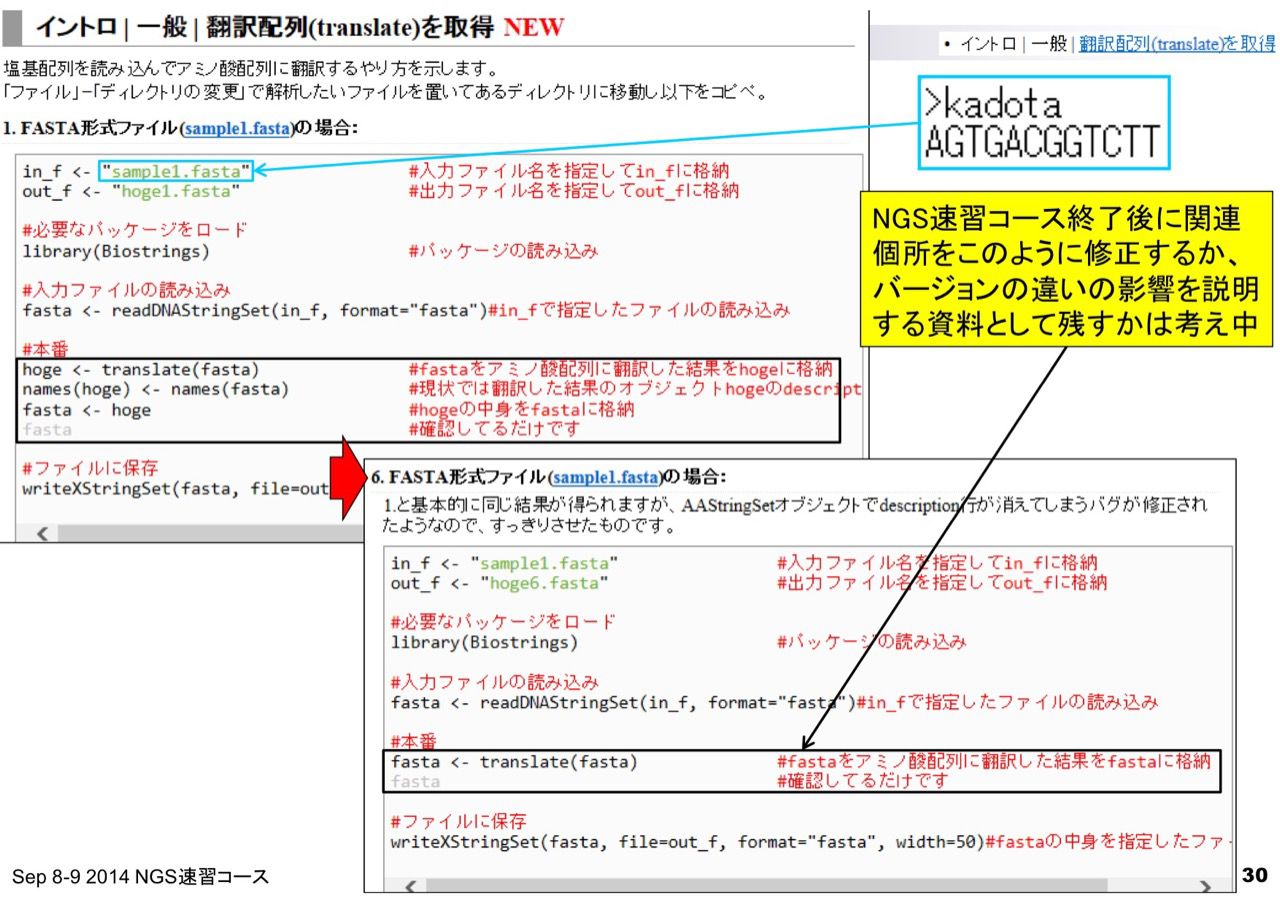 イントロ | 一般 | 翻訳配列(translate)を取得 NEW
塩基配列を読み込んでアミノ酸配列に翻訳するやり方を示します。
「ファイル」−「ディレクトリの変更」で解析したいファイルを置いてあるディレクトリに移動し以下をコピペ。
1. FASTA形式ファイル(sample1.fasta)の場合:
in_f <- "sample1.fasta" #入力ファイル名を指定してin_fに格納
out_f <- "hoge1.fasta" #出力ファイル名を指定してout_fに格納
#必要なパッケージをロード
library(Biostrings) #パッケージの読み込み
#入力ファイルの読み込み
fasta <- readDNAStringSet(in_f, format="fasta")#in_fで指定したファイルの読み込み
#本番
hoge <- translate(fasta) #fastaをアミノ酸配列に翻訳した結果をhogeに格納
names(hoge) <- names(fasta) #現状では翻訳した結果のオブジェクトhogeのdescript
fasta <- hoge #hogeの中身をfastaに格納
fasta #確認してるだけです
#ファイルに保存
writeXStringSet(fasta, file=out
・イントロ | 一般 | 翻訳配列(translate)を取得
>kadota
AGTGACGGTCTT
NGS速習コース終了後に関連
個所をこのように修正するか、
バージョンの違いの影響を説明
する資料として残すかは考え中
6. FASTA形式ファイル(sample1.fasta)の場合:
1.と基本的に同じ結果が得られますが、AAStringSetオブジェクトでdescription行が消えてしまうバグが修正され
たようなので、すっきりさせたものです。
in_f <- "sample1.fasta" #入力ファイル名を指定してin_fに格納
out_f <- "hoge6.fasta" #出力ファイル名を指定してout_fに格納
#必要なパッケージをロード
library(Biostrings) #パッケージの読み込み
#入力ファイルの読み込み
fasta <- readDNAStringSet(in_f, format="fasta")#in_fで指定したファイルの読み込み
#本番
fasta <- translate(fasta) #fastaをアミノ酸配列に翻訳した結果をfastaに格納
fasta #確認してるだけです
#ファイルに保存
writeXStringSet(fasta, file=out_f, format="fasta", width=50)#fastaの中身を指定したファ
Sep 8-9 2014 NGS速習コース
30